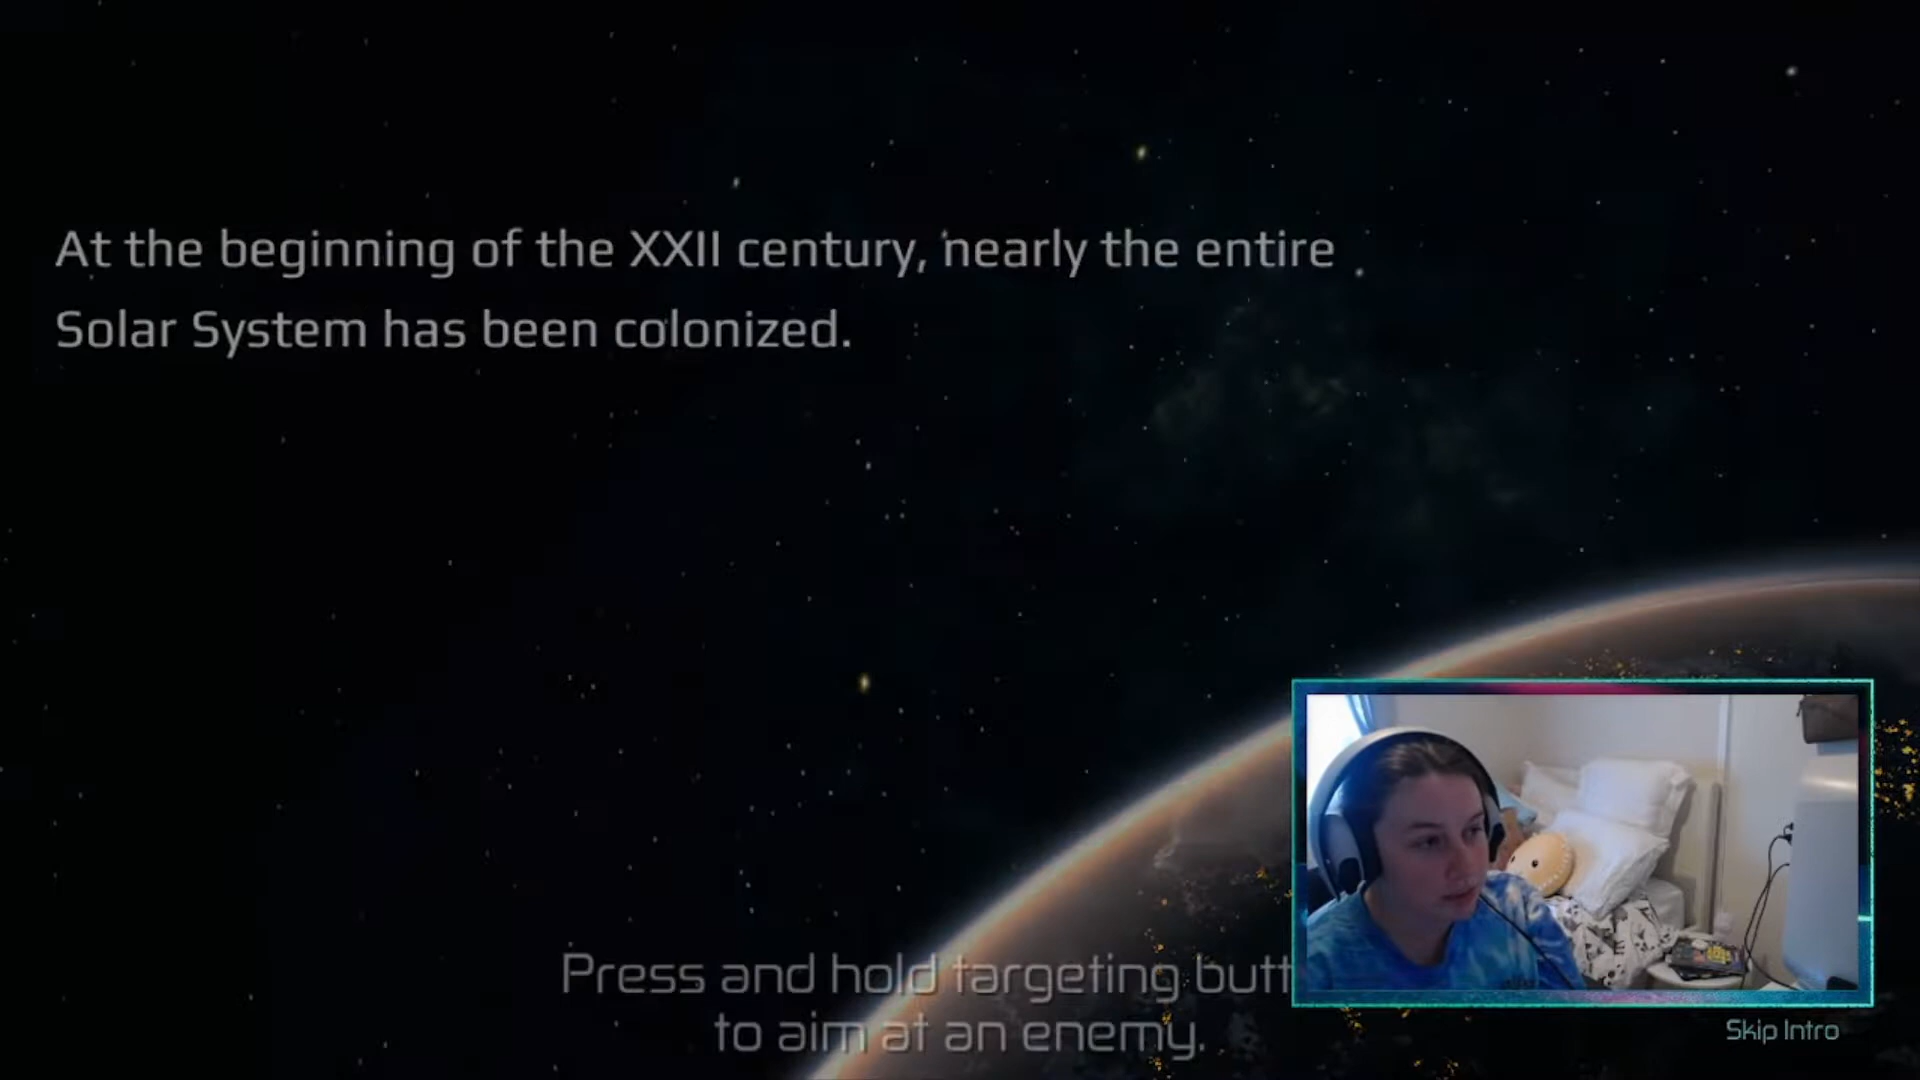 At the beginning of the XXII century, nearly the entire
Solar System has been colonized.
Press and hold targeting butt
to aim at an enemy.
Skip Intro